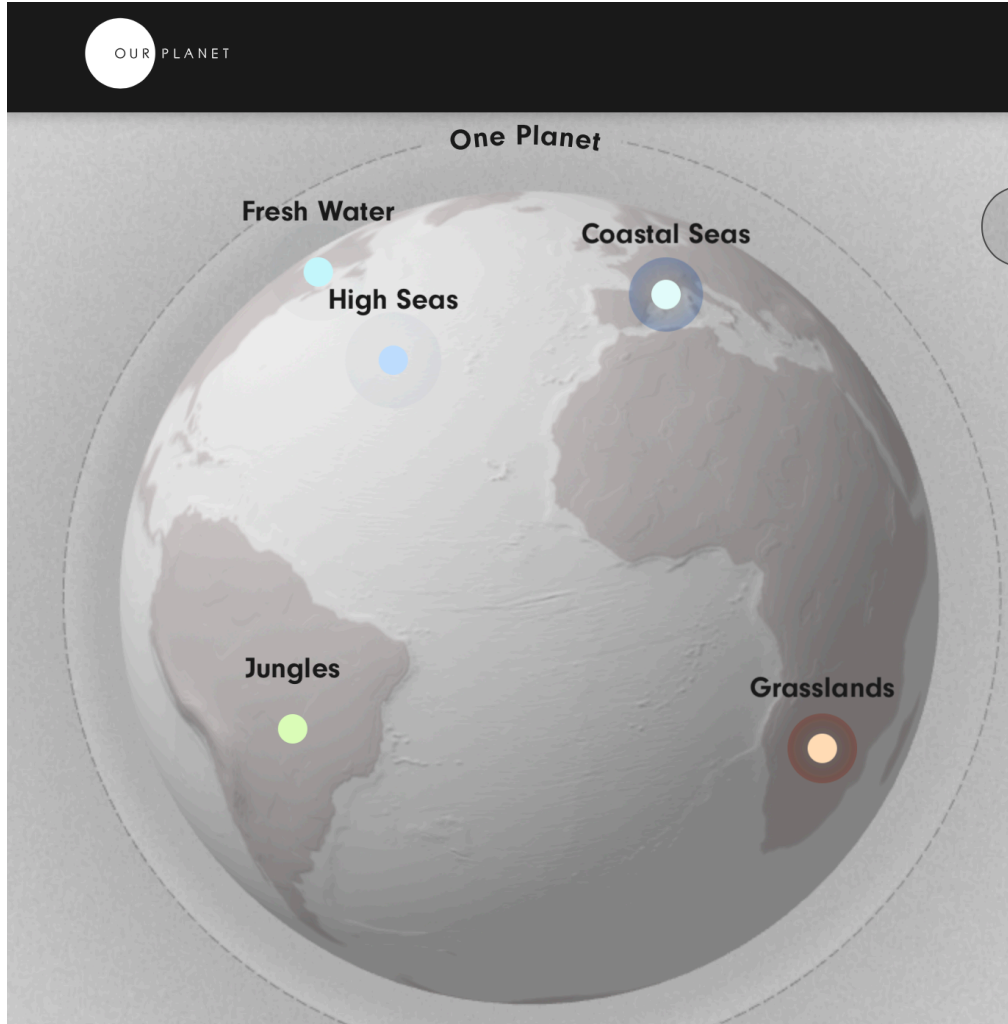 OUR PLANET
One Planet
Fresh Water
Coastal Seas
High Seas
Jungles
Grasslands